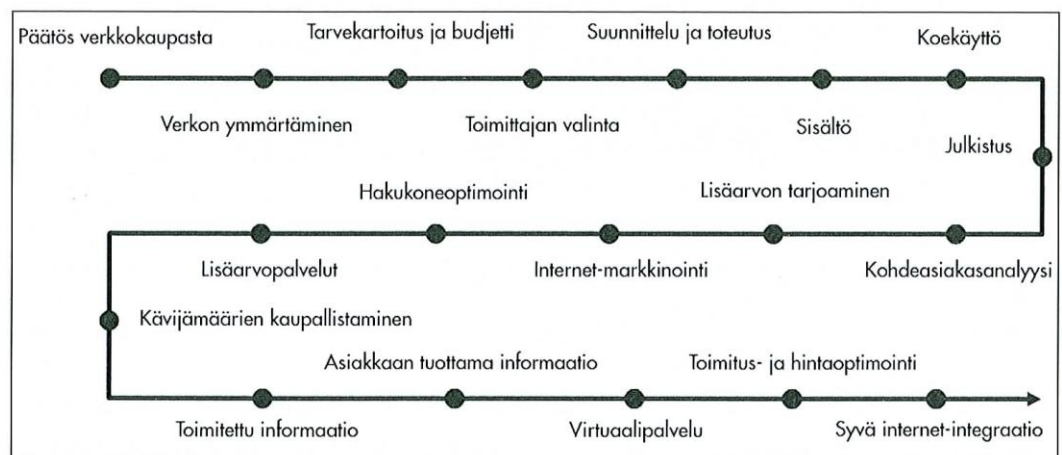 Päätös verkkokaupasta
Verkon ymmärtäminen
Tarvekartoitus ja budjetti
Toimittajan valinta
Suunnittelu ja toteutus
Sisältö
Koekäyttö
Julkistus
Kohdeasiakasanalyysi
Lisäarvon tarjoaminen
Internet-markkinointi
Hakukoneoptimointi
Lisäarvopalvelut
Kävijämäärien kaupallistaminen
Toimitettu informaatio
Asiakkaan tuottama informaatio
Virtuaalipalvelu
Toimitus- ja hintaoptimointi
Syvä internet-integraatio